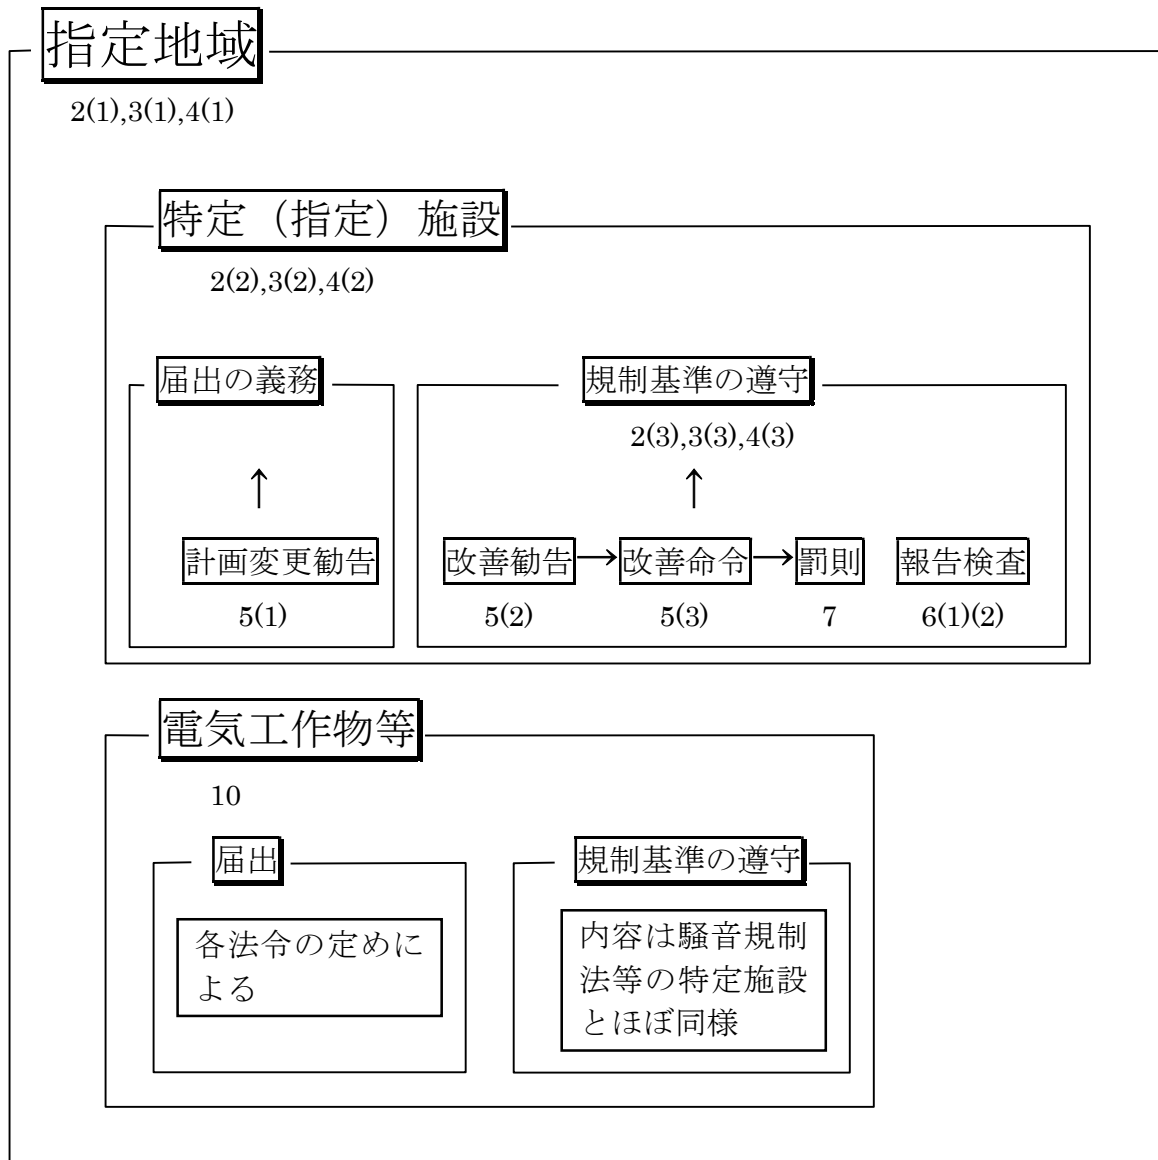 指定地域
2(1),3(1),4(1)
特定（指定）施設
2(2),3(2),4(2)
届出の義務
規制基準の遵守
2(3),3(3),4(3)
↑
↑
計画変更勧告
改善勧告→改善命令→罰則
報告検査
5(1)
5(2)
5(3)
7
6(1)(2)
電気工作物等
10
届出
規制基準の遵守
各法令の定めに
よる
内容は騒音規制
法等の特定施設
とほぼ同様